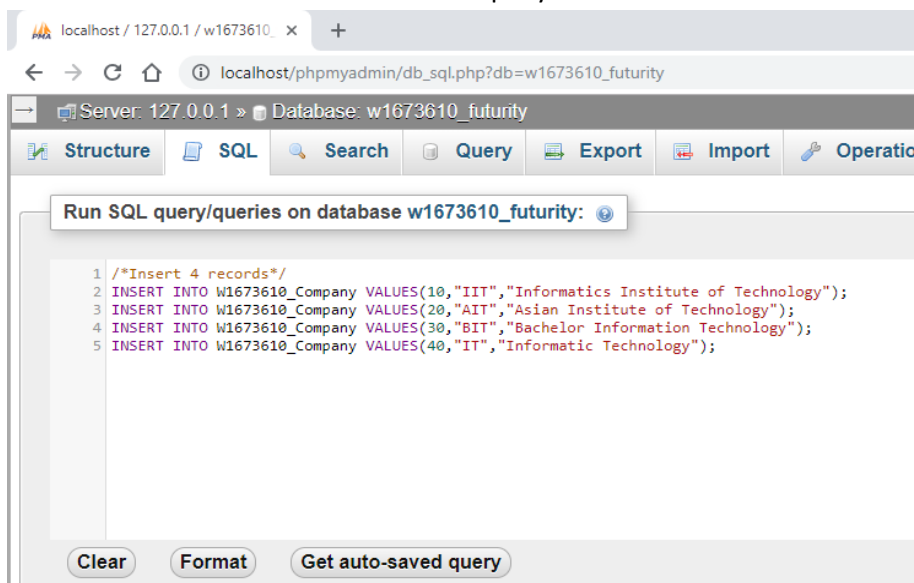 localhost / 127.0.0.1 / w1673610_
localhost/phpmyadmin/db_sql.php?db=w1673610_futurity
Server: 127.0.0.1 » Database: w1673610_futurity
Structure SQL Search Query Export Import Operatio
Run SQL query/queries on database w1673610_futurity:
1 /*Insert 4 records*/
2 INSERT INTO W1673610_Company VALUES(10,"IIT","Informatics Institute of Technology");
3 INSERT INTO W1673610_Company VALUES(20,"AIT","Asian Institute of Technology");
4 INSERT INTO W1673610_Company VALUES(30,"BIT","Bachelor Information Technology");
5 INSERT INTO W1673610_Company VALUES(40,"IT","Informatic Technology");
Clear Format Get auto-saved query